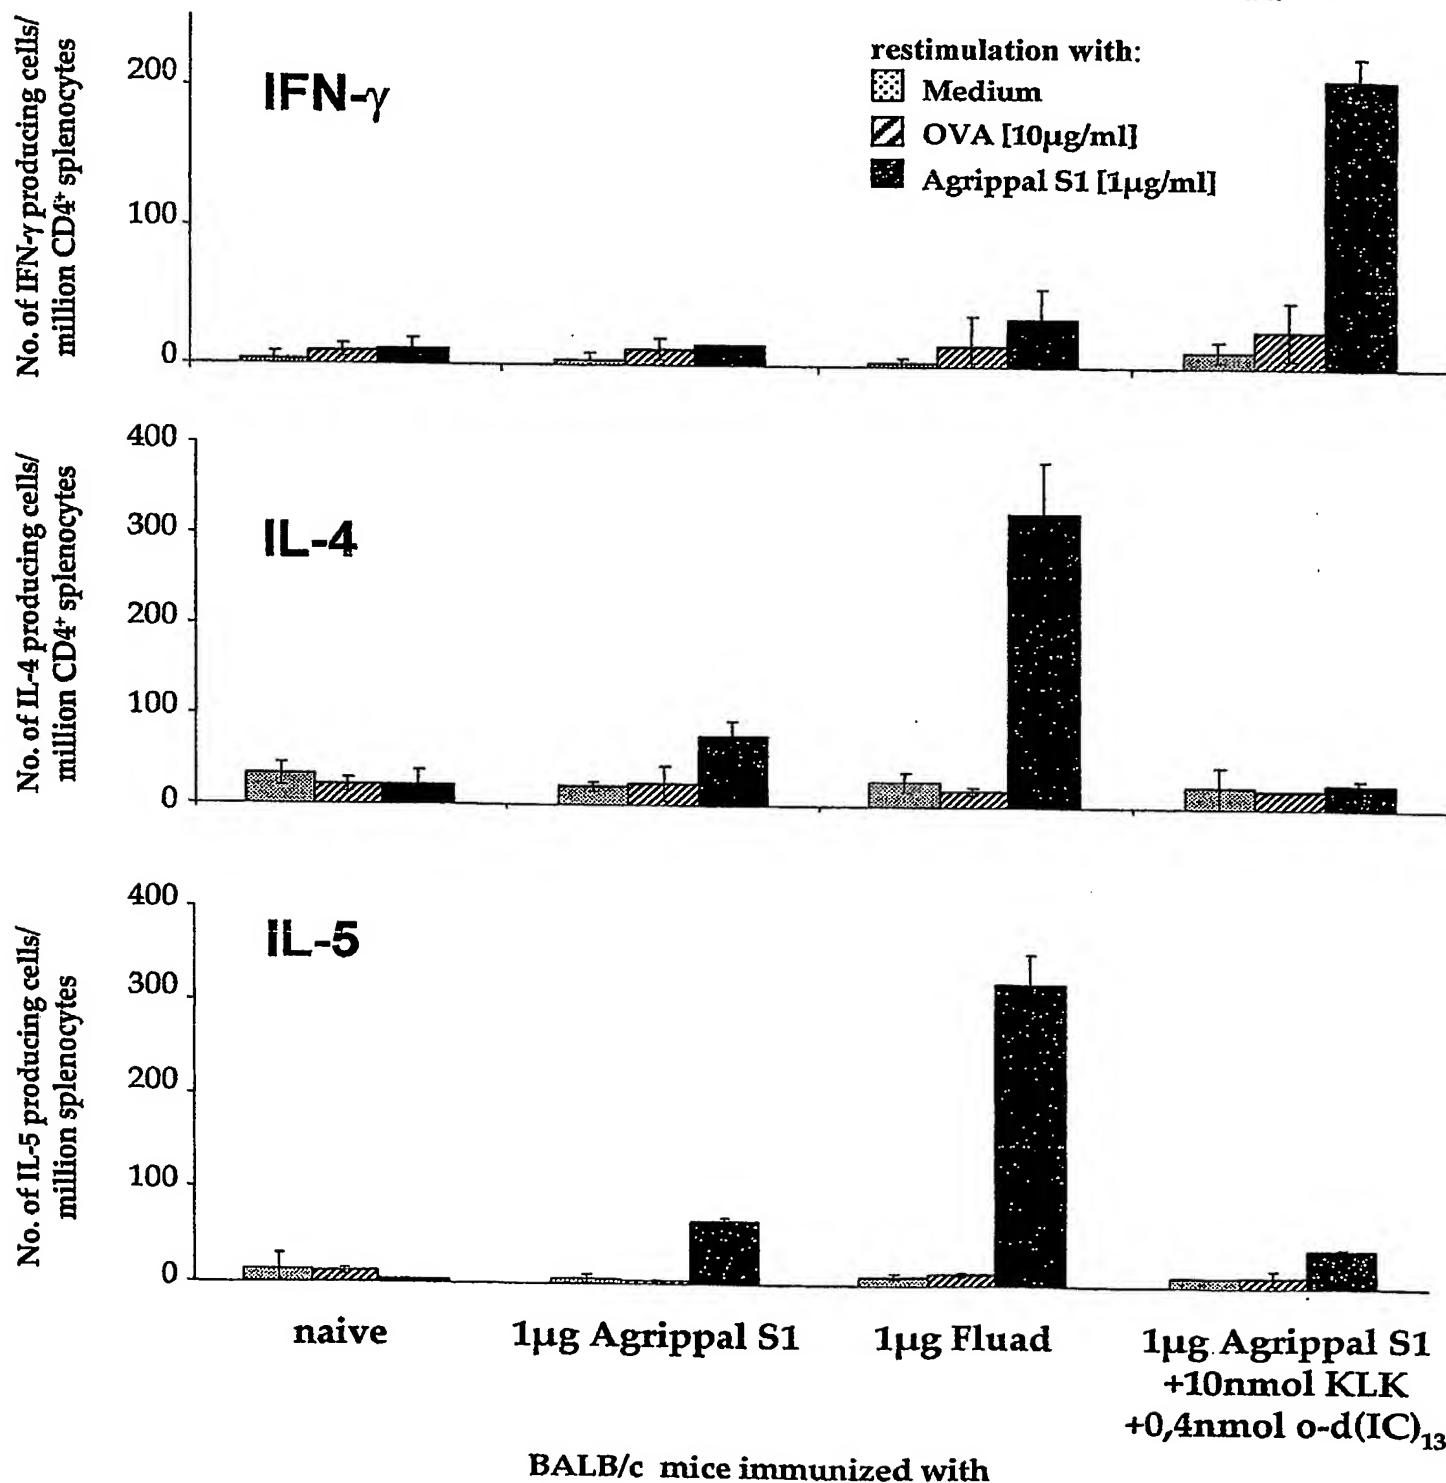 restimulation with:
Medium
OVA [10µg/ml]
Agrippal S1 [1µg/ml]
No. of IFN-γ producing cells/
million CD4⁺ splenocytes
IFN-γ
200
100
0
No. of IL-4 producing cells/
million CD4⁺ splenocytes
IL-4
400
300
200
100
0
No. of IL-5 producing cells/
million splenocytes
IL-5
400
300
200
100
0
naive
1µg Agrippal S1
1µg Fluad
1µg Agrippal S1
+10nmol KLK
+0,4nmol o-d(IC)₁₃
BALB/c mice immunized with